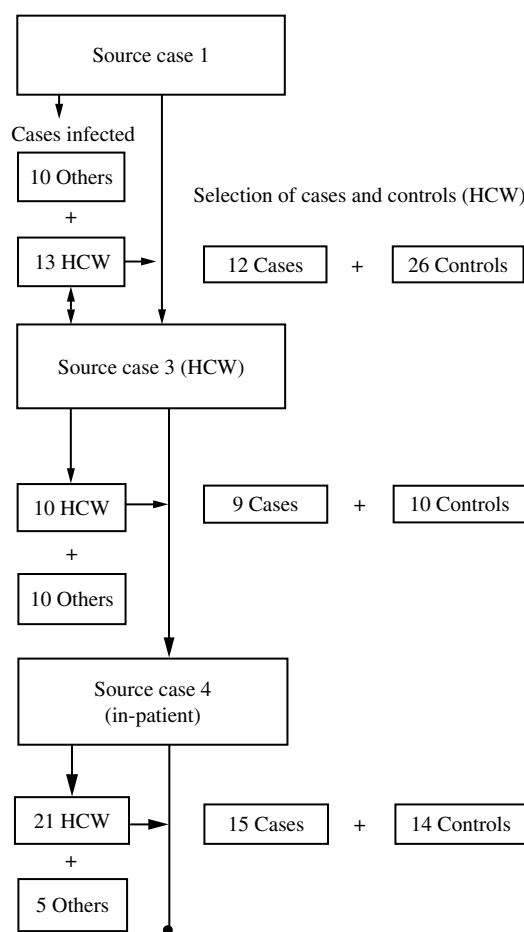 Source case 1
Cases infected
10 Others
Selection of cases and controls (HCW)
+
13 HCW
12 Cases
+
26 Controls
Source case 3 (HCW)
10 HCW
9 Cases
+
10 Controls
+
10 Others
Source case 4
(in-patient)
21 HCW
15 Cases
+
14 Controls
+
5 Others